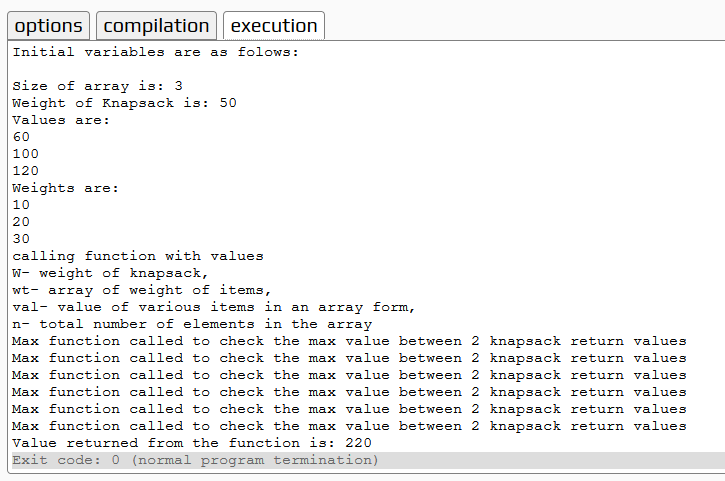 options compilation execution
Initial variables are as folows:
Size of array is: 3
Weight of Knapsack is: 50
Values are:
60
100
120
Weights are:
10
20
30
calling function with values
W- weight of knapsack,
wt- array of weight of items,
val- value of various items in an array form,
n- total number of elements in the array
Max function called to check the max value between 2 knapsack return values
Max function called to check the max value between 2 knapsack return values
Max function called to check the max value between 2 knapsack return values
Max function called to check the max value between 2 knapsack return values
Max function called to check the max value between 2 knapsack return values
Max function called to check the max value between 2 knapsack return values
Value returned from the function is: 220
Exit code: 0 (normal program termination)